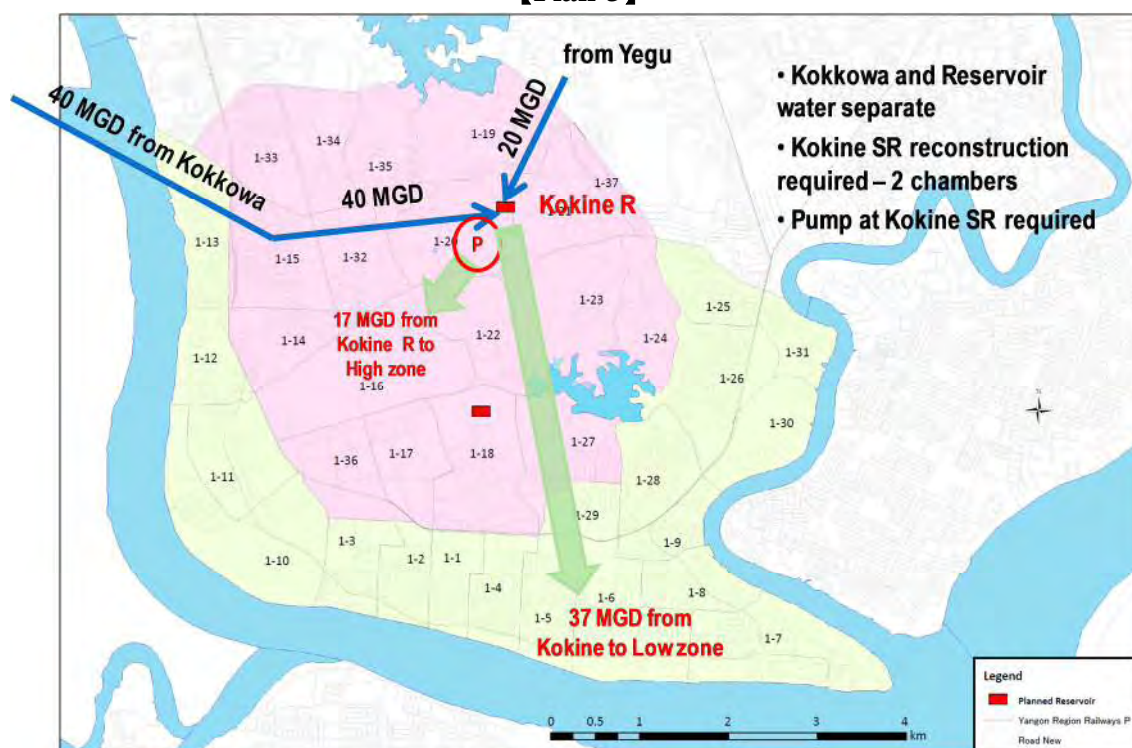 from Yegu
• Kokkowa and Reservoir
water separate
• Kokine SR reconstruction
required – 2 chambers
• Pump at Kokine SR required
40 MGD from Kokkowa
20 MGD
40 MGD
Kokine R
P
17 MGD from
Kokine R to
High zone
37 MGD from
Kokine to Low zone
1-33
1-34
1-35
1-19
1-37
1-13
1-15
1-32
1-23
1-25
1-24
1-31
1-12
1-14
1-22
1-26
1-16
1-30
1-27
1-36
1-17
1-18
1-11
1-28
1-29
1-3
1-2
1-1
1-9
1-10
1-4
1-6
1-8
1-5
1-7
0 0.5 1 2 3 4
km
Legend
Planned Reservoir
Yangon Region Railways P
Road New